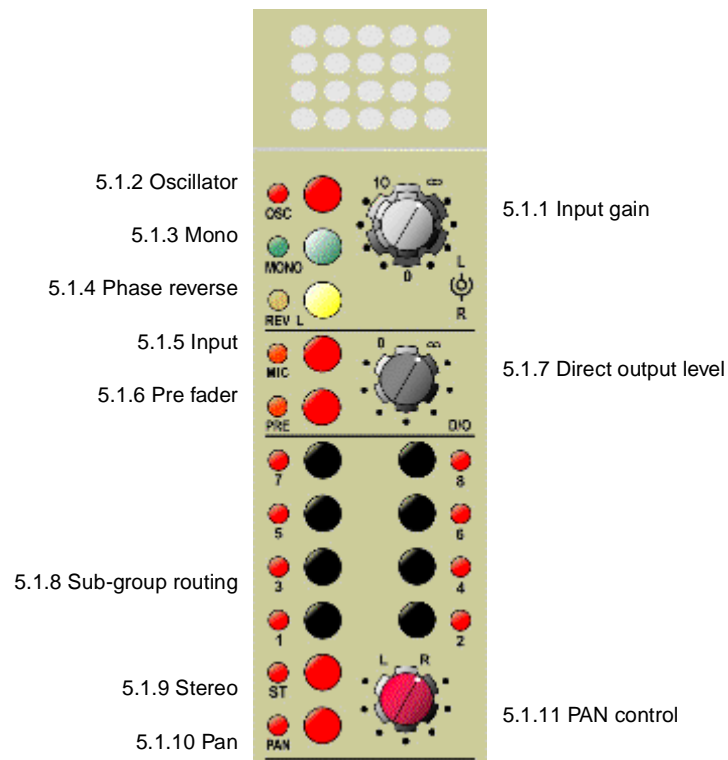 5.1.2 Oscillator
OSC
10
∞
5.1.1 Input gain
5.1.3 Mono
MONO
0
L
R
5.1.4 Phase reverse
REV L
5.1.5 Input
MIC
0
∞
5.1.7 Direct output level
5.1.6 Pre fader
PRE
D/O
7
8
5
6
5.1.8 Sub-group routing
3
4
1
2
5.1.9 Stereo
ST
L
R
5.1.11 PAN control
5.1.10 Pan
PAN